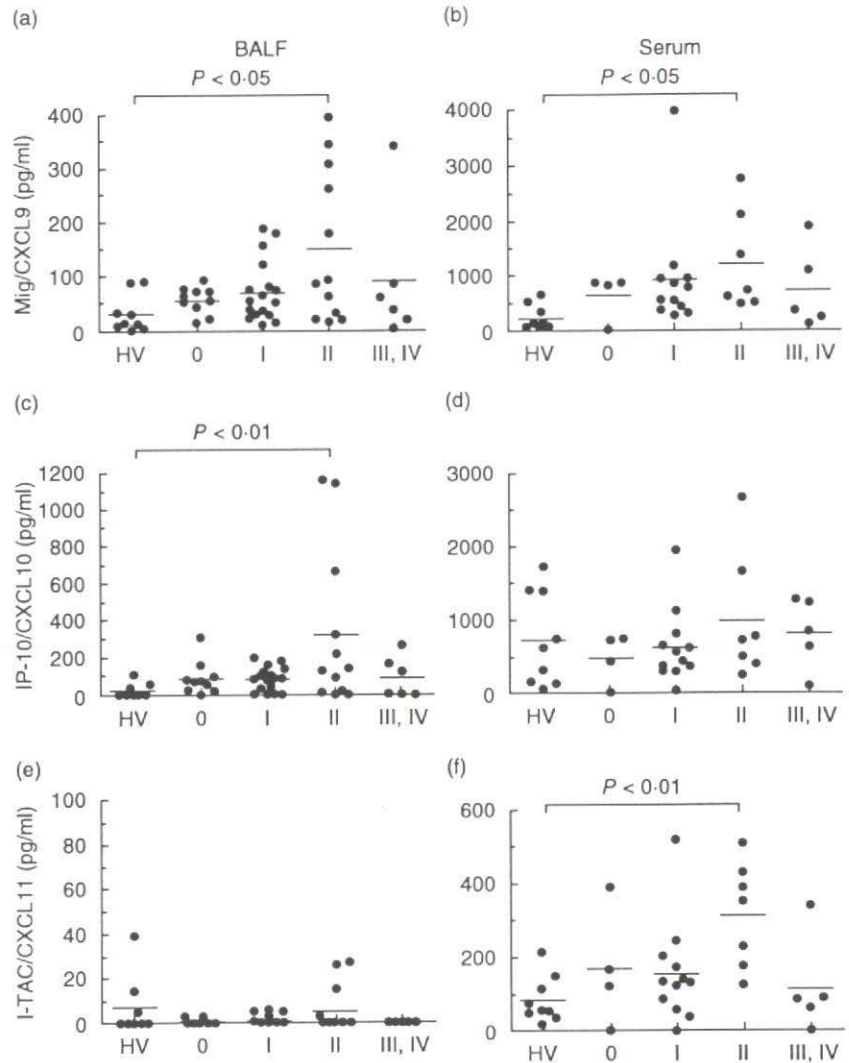 (a)
BALF
P < 0·05
Mig/CXCL9 (pg/ml)
400
300
200
100
0
HV 0 I II III, IV
(b)
Serum
P < 0·05
4000
3000
2000
1000
0
HV 0 I II III, IV
(c)
P < 0·01
IP-10/CXCL10 (pg/ml)
1200
1000
800
600
400
200
0
HV 0 I II III, IV
(d)
3000
2000
1000
0
HV 0 I II III, IV
(e)
I-TAC/CXCL11 (pg/ml)
100
80
60
40
20
0
HV 0 I II III, IV
(f)
P < 0·01
600
400
200
0
HV 0 I II III, IV